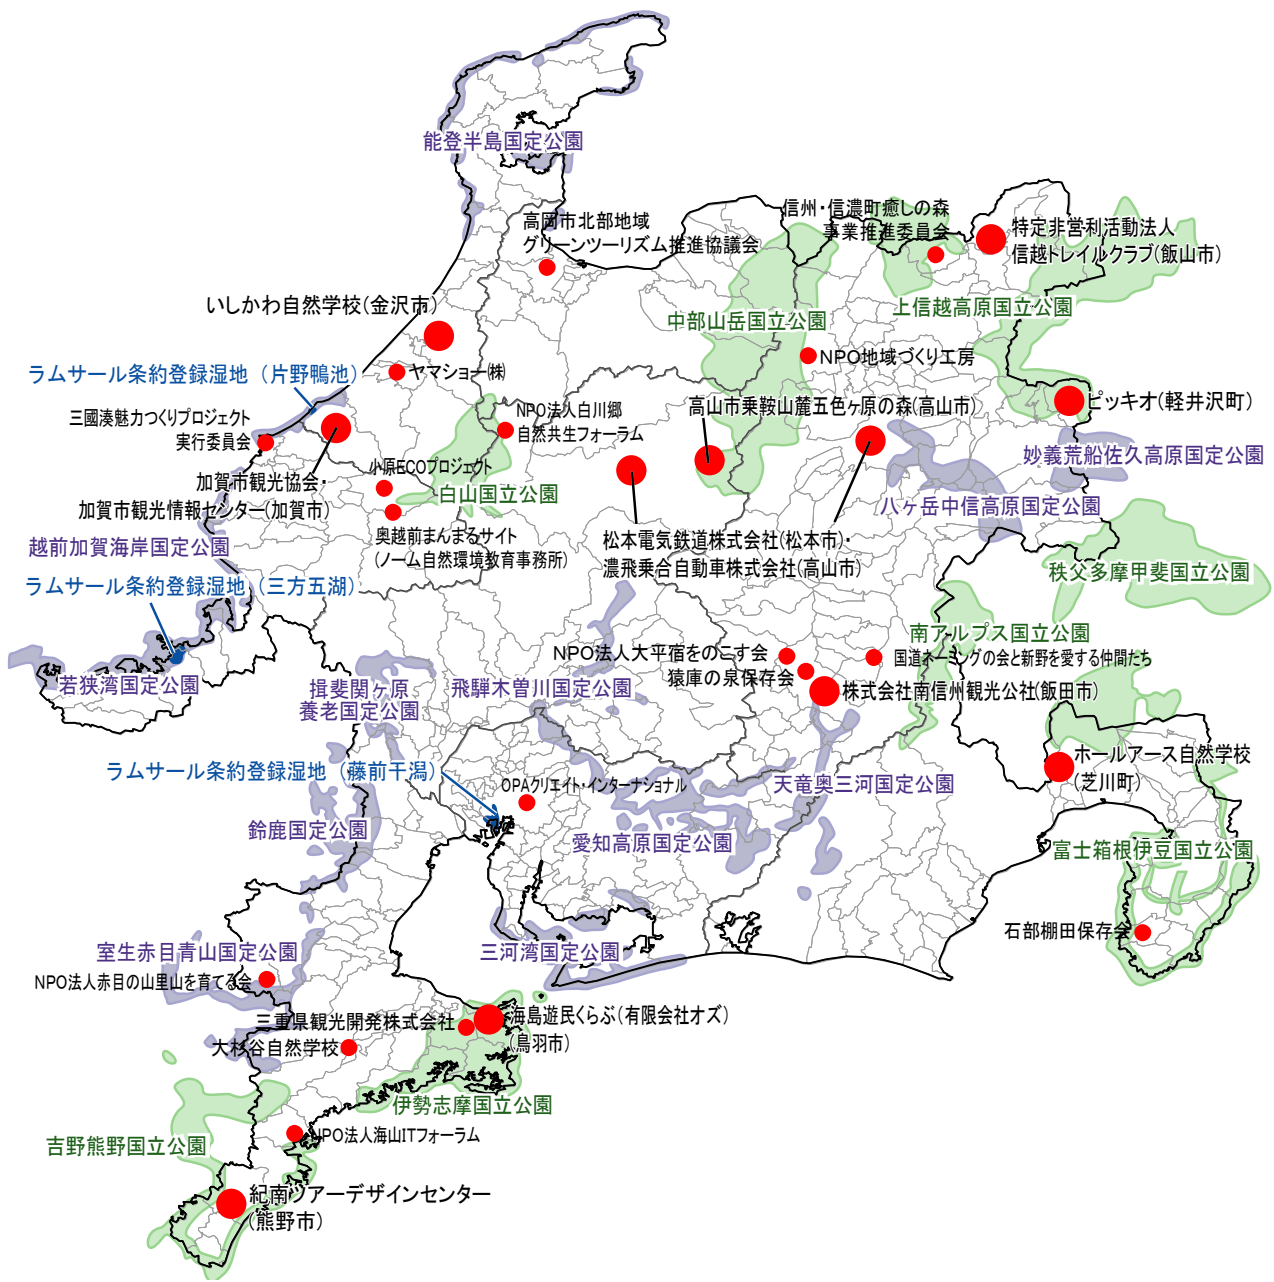 能登半島国定公園
高岡市北部地域
グリーンツーリズム推進協議会
信州・信濃町癒しの森
事業推進委員会
特定非営利活動法人
信越トレイルクラブ(飯山市)
いしかわ自然学校(金沢市)
中部山岳国立公園
上信越高原国立公園
NPO地域づくり工房
ラムサール条約登録湿地（片野鴨池）
ヤマショー㈱
三國湊魅力つくりプロジェクト
実行委員会
NPO法人白川郷
自然共生フォーラム
高山市乗鞍山麓五色ヶ原の森(高山市)
ピッキオ(軽井沢町)
妙義荒船佐久高原国定公園
加賀市観光協会・
加賀市観光情報センター(加賀市)
小原ECOプロジェクト
白山国立公園
八ヶ岳中信高原国定公園
奥越前まんまるサイト
(ノーム自然環境教育事務所)
松本電気鉄道株式会社(松本市)・
濃飛乗合自動車株式会社(高山市)
越前加賀海岸国定公園
ラムサール条約登録湿地（三方五湖）
秩父多摩甲斐国立公園
南アルプス国立公園
若狭湾国定公園
揖斐関ヶ原
養老国定公園
飛騨木曽川国定公園
NPO法人大平宿をのこす会
猿庫の泉保存会
国道ネーミングの会と新野を愛する仲間たち
株式会社南信州観光公社(飯田市)
ラムサール条約登録湿地（藤前干潟）
OPAクリエイト・インターナショナル
天竜奥三河国定公園
ホールアース自然学校
(芝川町)
鈴鹿国定公園
愛知高原国定公園
富士箱根伊豆国立公園
石部棚田保存会
室生赤目青山国定公園
NPO法人赤目の山里山を育てる会
三河湾国定公園
三重県観光開発株式会社
海島遊民くらぶ(有限会社オズ)
(鳥羽市)
大杉谷自然学校
伊勢志摩国立公園
吉野熊野国立公園
NPO法人海山ITフォーラム
紀南ツアーデザインセンター
(熊野市)